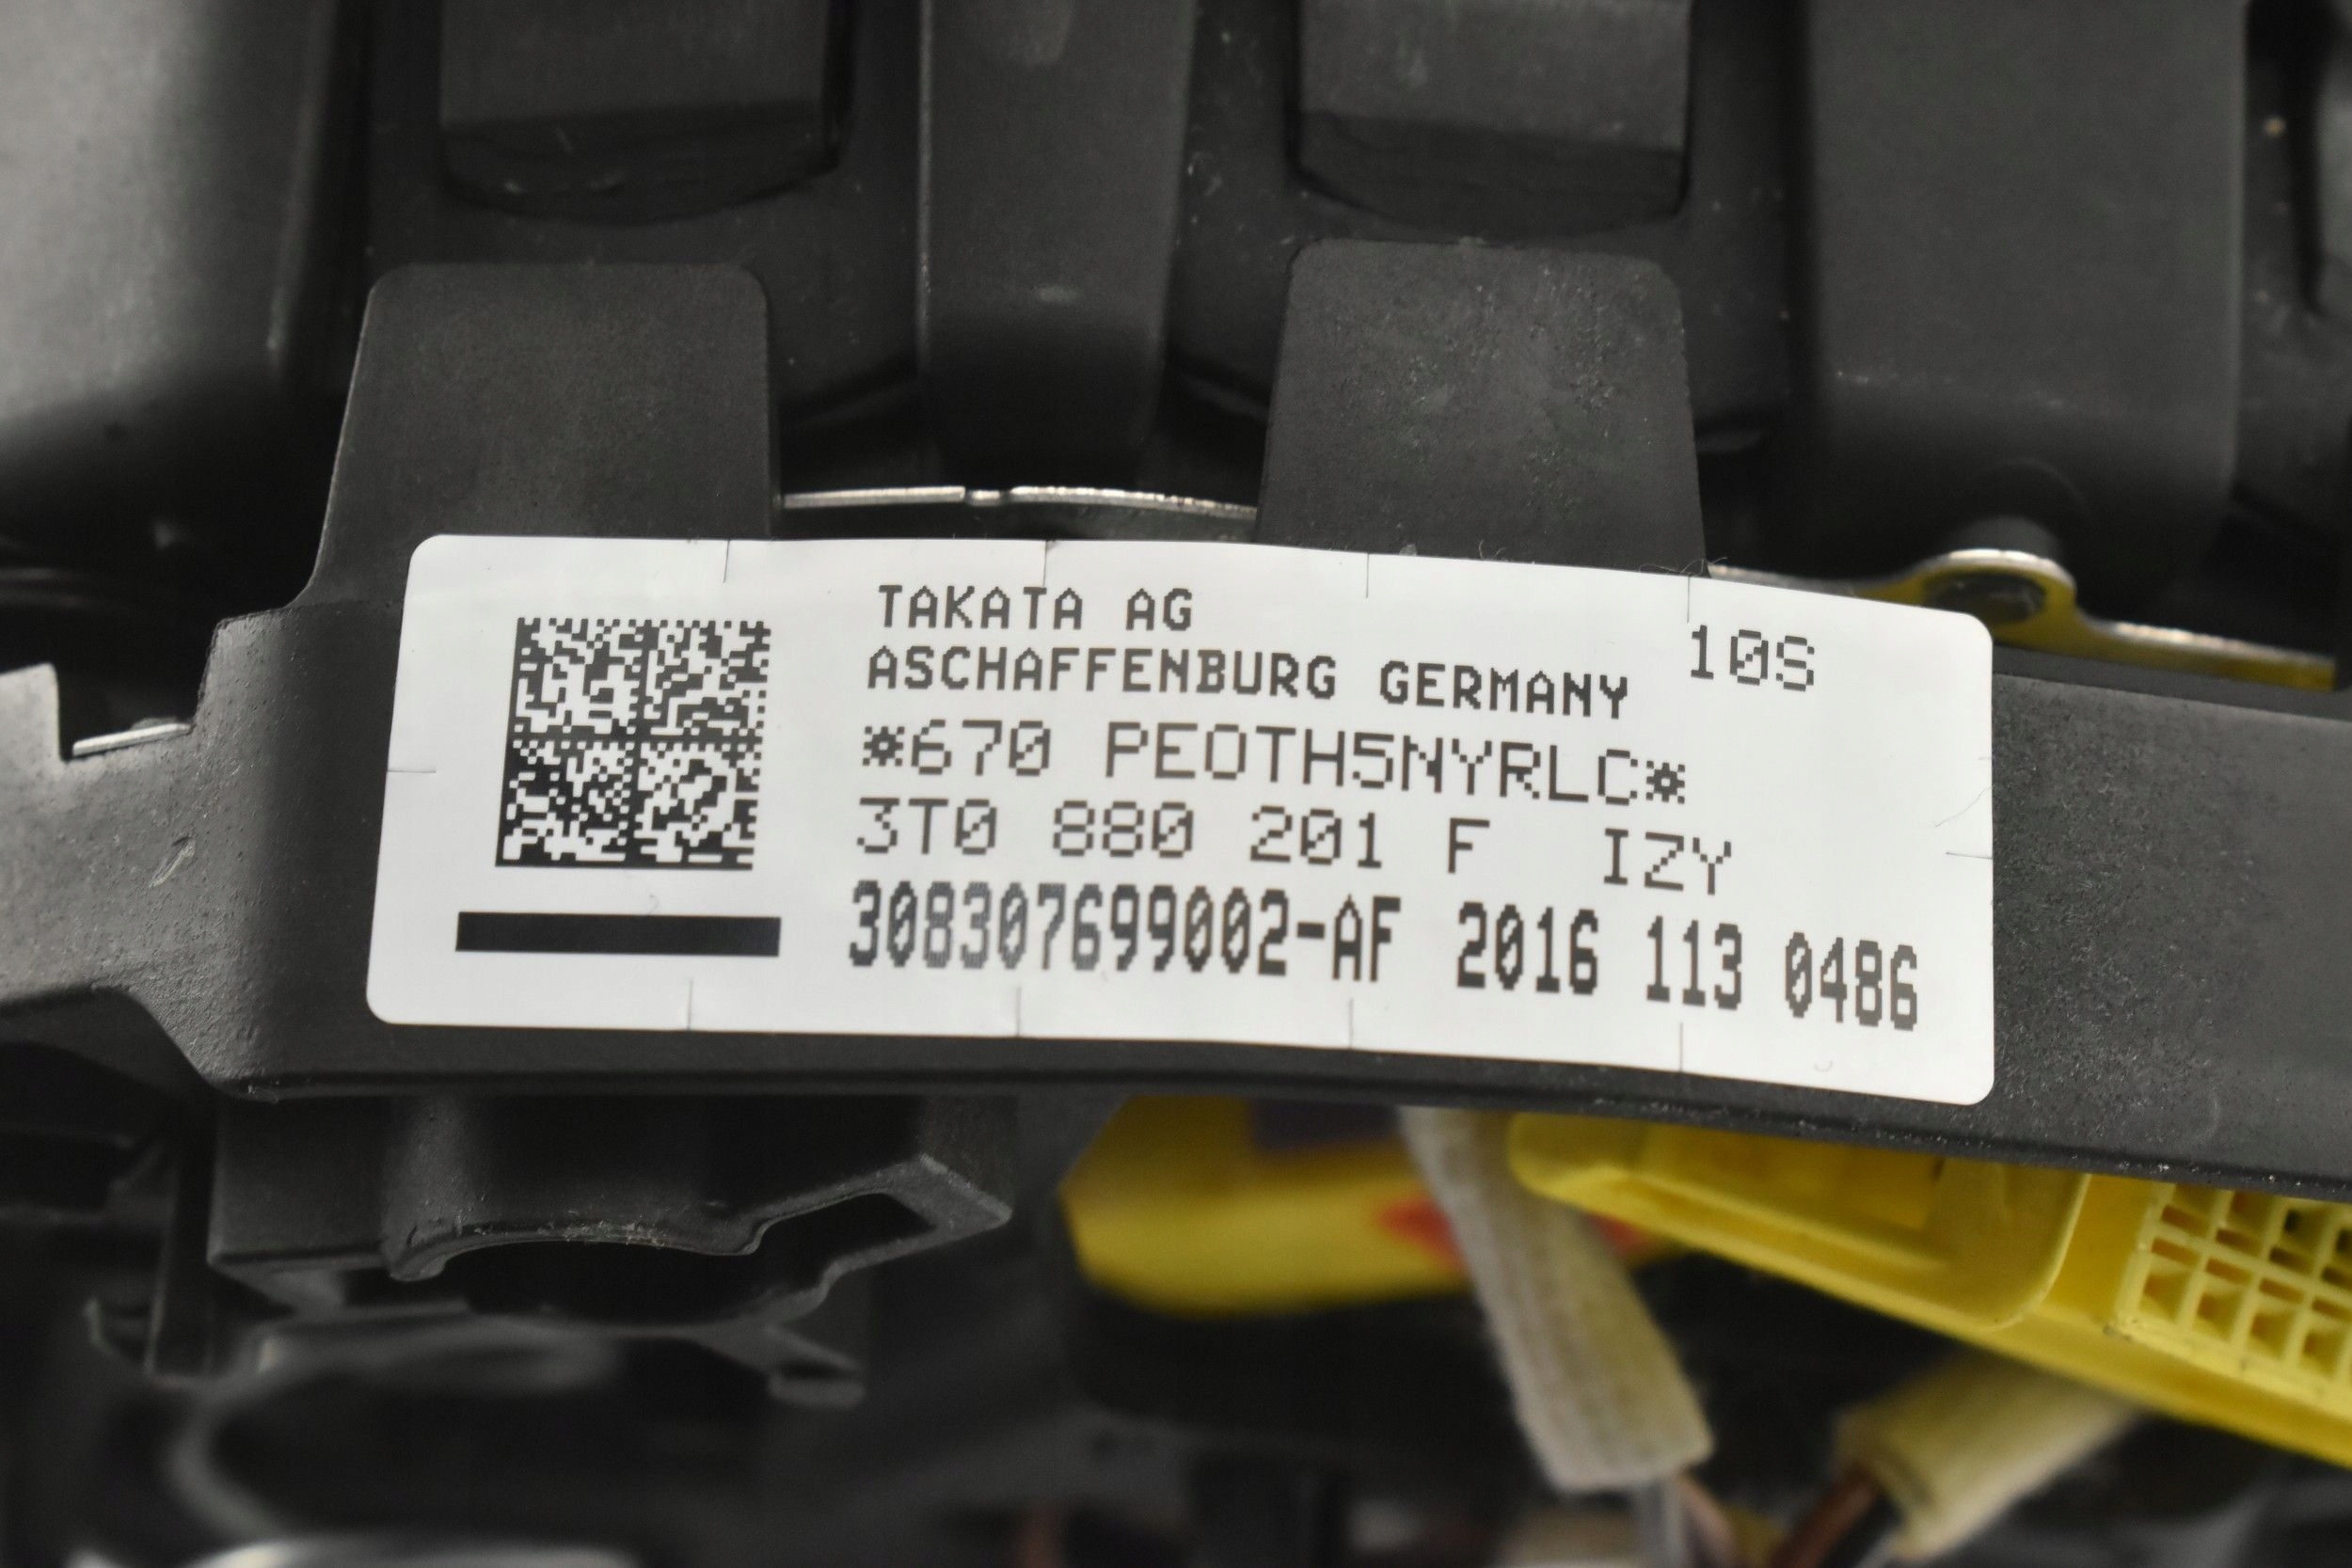 TAKATA AG
ASCHAFFENBURG GERMANY 10S
*670 PEOTH5NYRLC*
3T0 880 201 F IZY
308307699002-AF 2016 113 0486